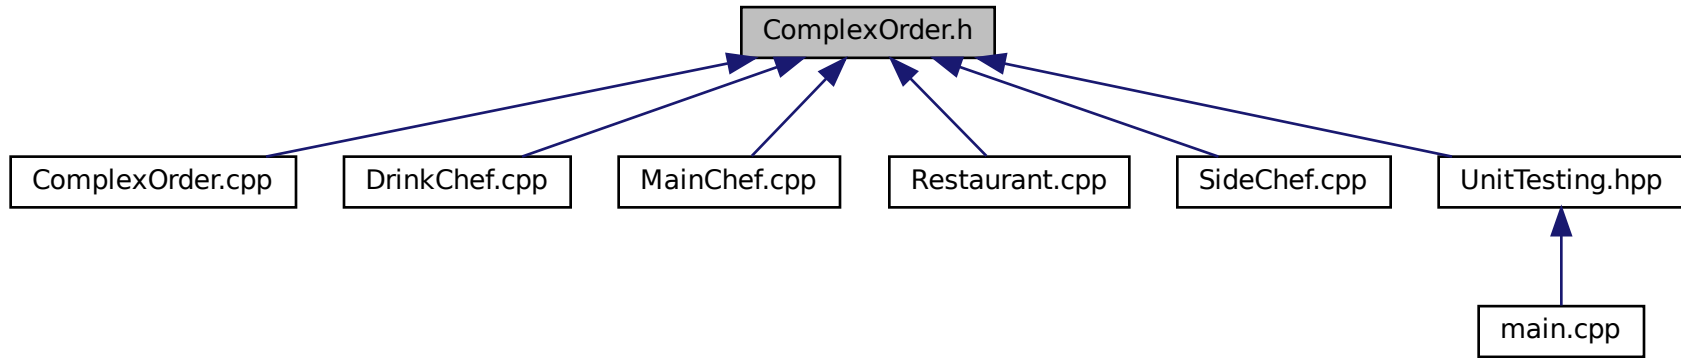 ComplexOrder.h
ComplexOrder.cpp
DrinkChef.cpp
MainChef.cpp
Restaurant.cpp
SideChef.cpp
UnitTesting.hpp
main.cpp